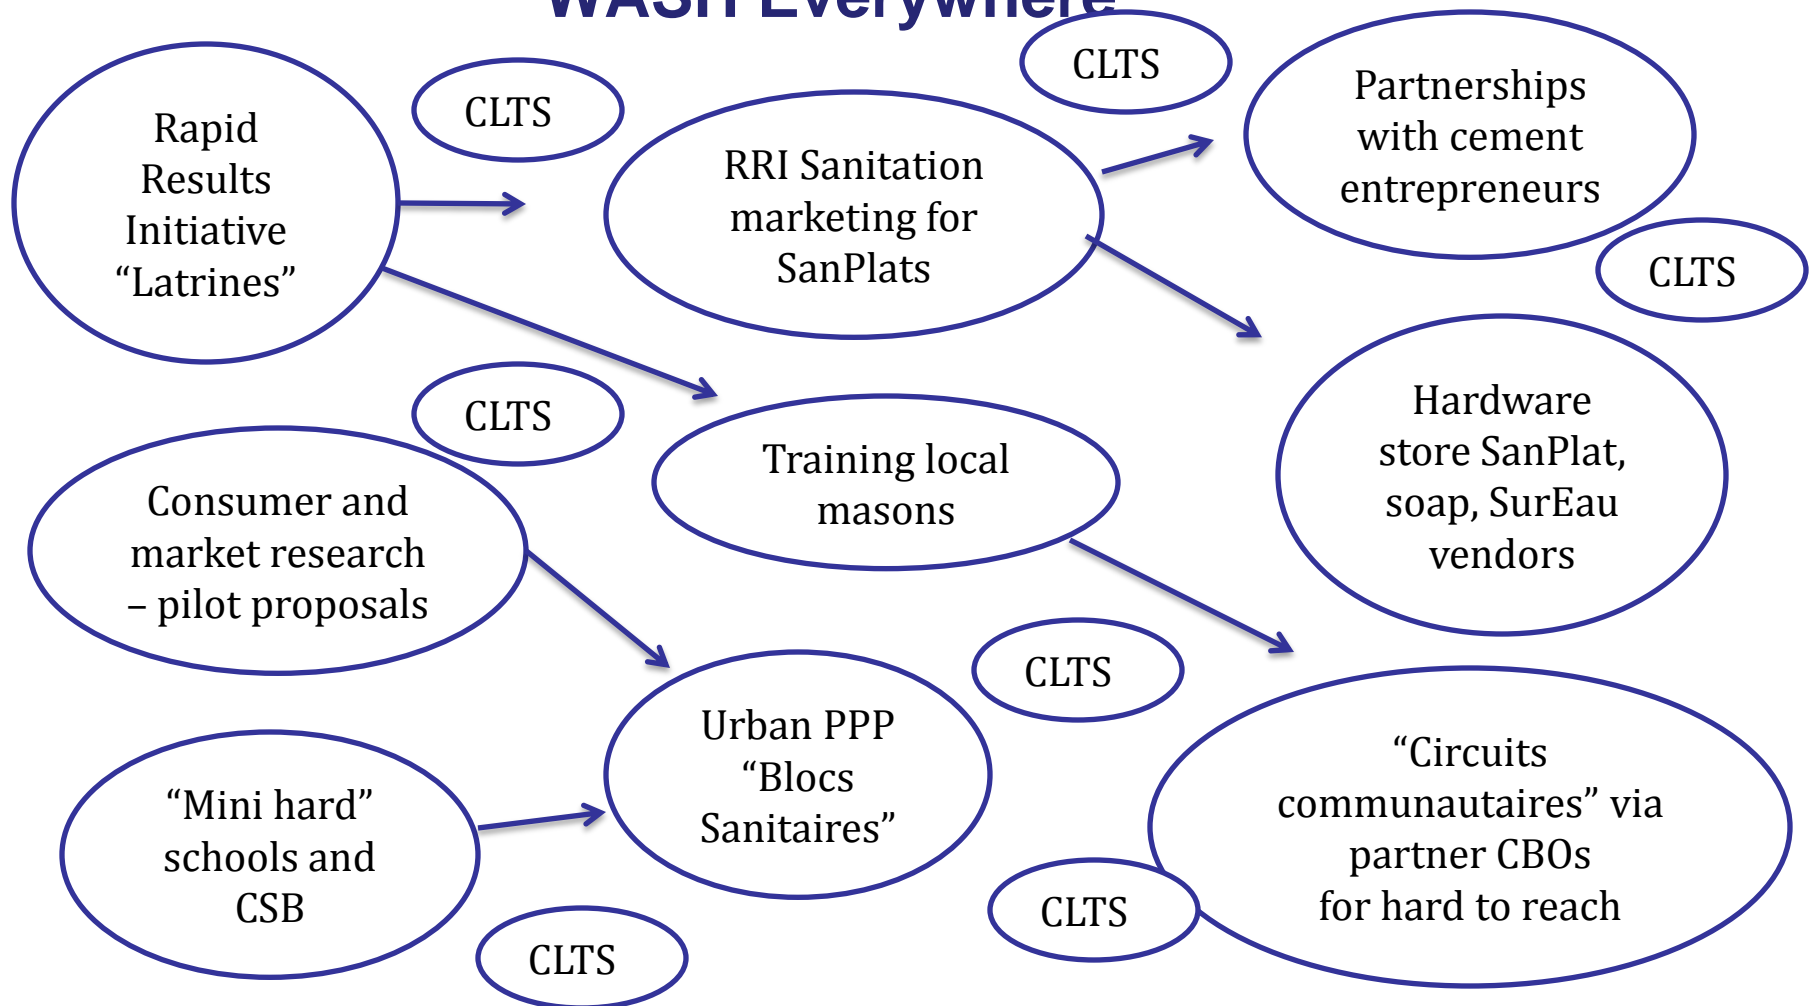 WASH Everywhere
CLTS
CLTS
Rapid
Results
Initiative
“Latrines”
RRI Sanitation
marketing for
SanPlats
Partnerships
with cement
entrepreneurs
CLTS
CLTS
Consumer and
market research
– pilot proposals
Training local
masons
Hardware
store SanPlat,
soap, SurEau
vendors
CLTS
“Mini hard”
schools and
CSB
Urban PPP
“Blocs
Sanitaires”
“Circuits
communautaires” via
partner CBOs
for hard to reach
CLTS
CLTS